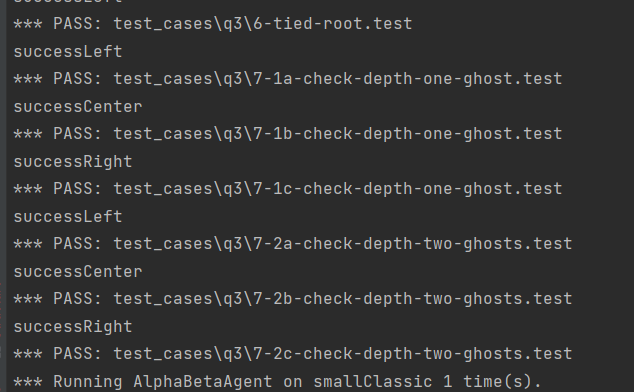 successLeft
*** PASS: test_cases\q3\6-tied-root.test
successLeft
*** PASS: test_cases\q3\7-1a-check-depth-one-ghost.test
successCenter
*** PASS: test_cases\q3\7-1b-check-depth-one-ghost.test
successRight
*** PASS: test_cases\q3\7-1c-check-depth-one-ghost.test
successLeft
*** PASS: test_cases\q3\7-2a-check-depth-two-ghosts.test
successCenter
*** PASS: test_cases\q3\7-2b-check-depth-two-ghosts.test
successRight
*** PASS: test_cases\q3\7-2c-check-depth-two-ghosts.test
*** Running AlphaBetaAgent on smallClassic 1 time(s).